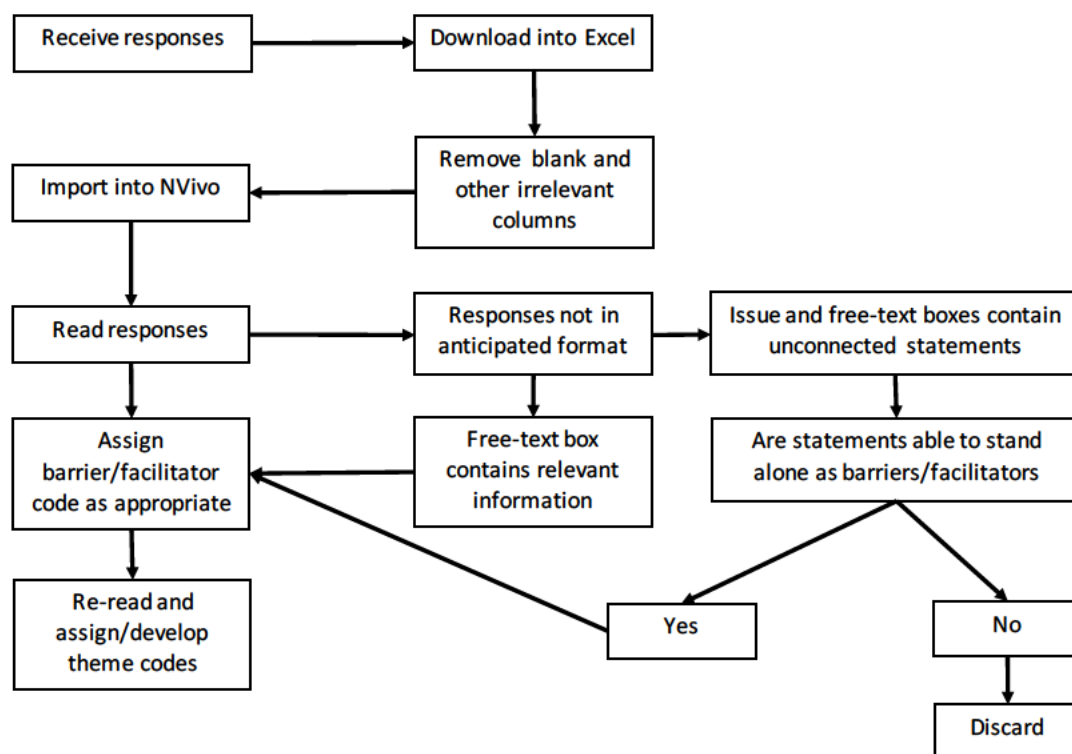 Receive responses
Download into Excel
Remove blank and
other irrelevant
columns
Import into NVivo
Read responses
Responses not in
anticipated format
Issue and free-text boxes contain
unconnected statements
Assign
barrier/facilitator
code as appropriate
Free-text box
contains relevant
information
Are statements able to stand
alone as barriers/facilitators
Re-read and
assign/develop
theme codes
Yes
No
Discard